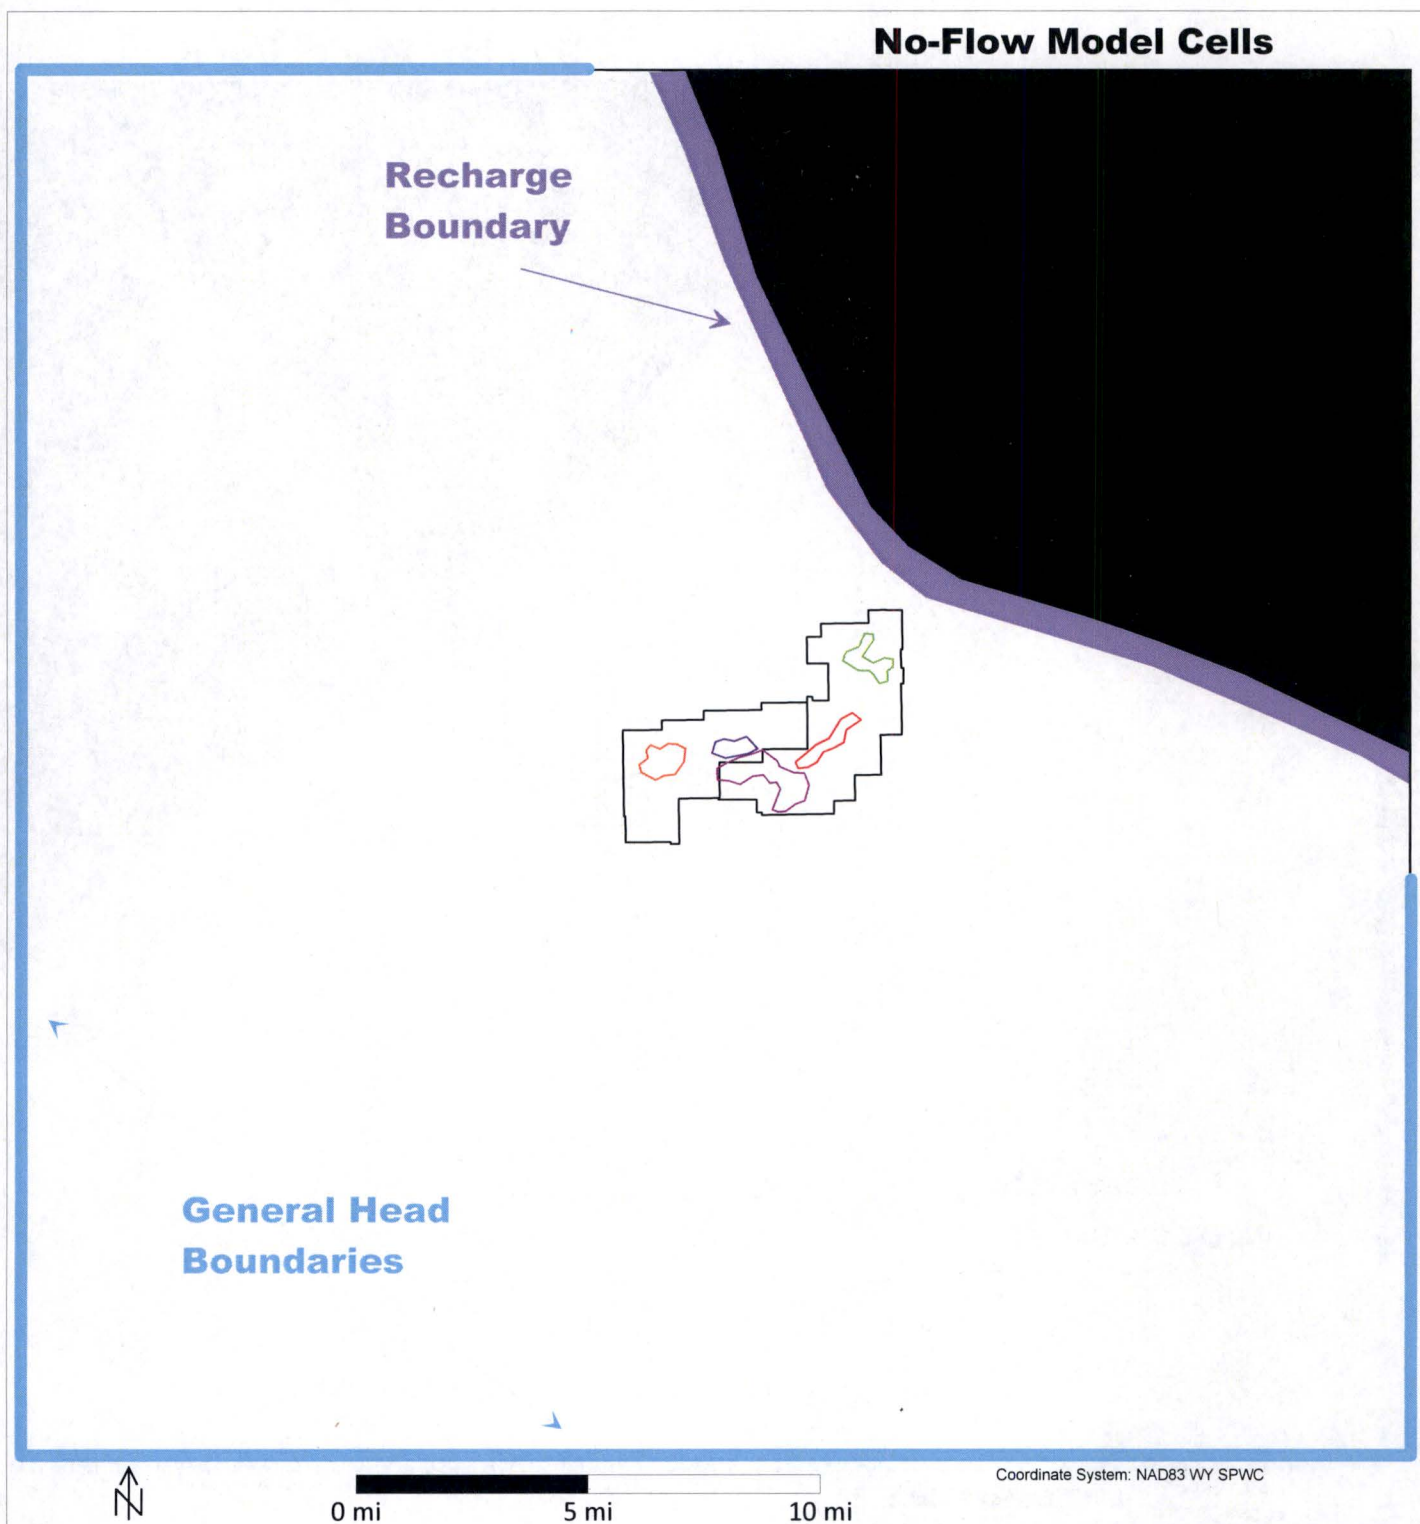 No-Flow Model Cells
Recharge
Boundary
General Head
Boundaries
Coordinate System: NAD83 WY SPWC
N
0 mi
5 mi
10 mi